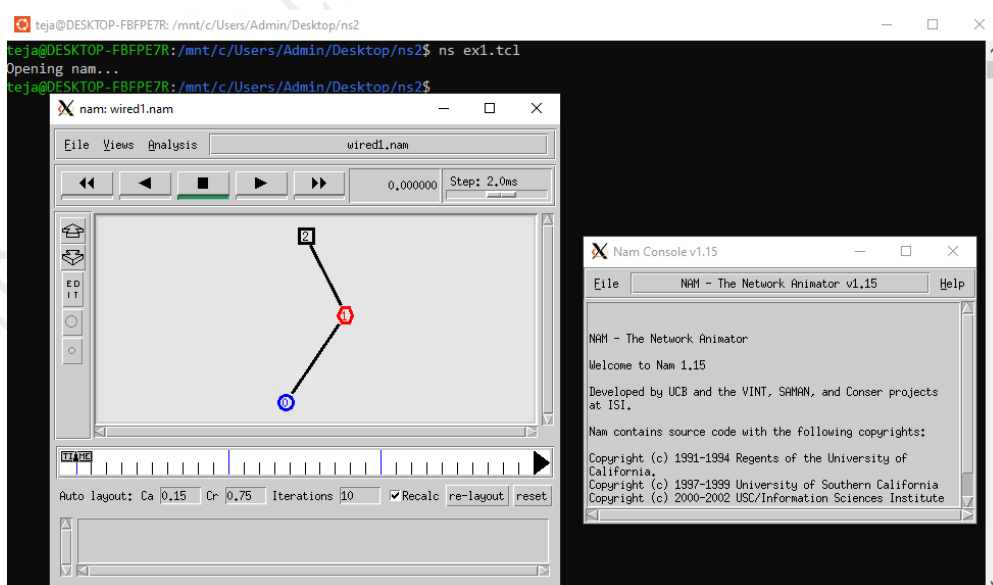 teja@DESKTOP-FBFPE7R: /mnt/c/Users/Admin/Desktop/ns2
teja@DESKTOP-FBFPE7R:/mnt/c/Users/Admin/Desktop/ns2$ ns ex1.tcl
Opening nam...
teja@DESKTOP-FBFPE7R:/mnt/c/Users/Admin/Desktop/ns2$
nam: wired1.nam
File Views Analysis wired1.nam
0.000000 Step: 2.0ms
ED
IT
2
1
0
TIME
Auto layout: Ca 0.15 Cr 0.75 Iterations 10 Recalc re-layout reset
Nam Console v1.15
File NAM - The Network Animator v1.15 Help
NAM - The Network Animator
Welcome to Nam 1.15
Developed by UCB and the VINT, SAMAN, and Conser projects
at ISI.
Nam contains source code with the following copyrights:
Copyright (c) 1991-1994 Regents of the University of
California.
Copyright (c) 1997-1999 University of Southern California
Copyright (c) 2000-2002 USC/Information Sciences Institute